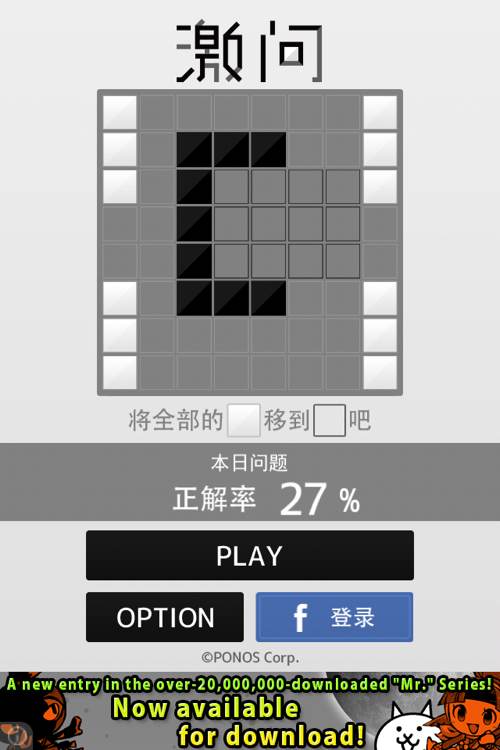 激问
将全部的移到吧
本日问题
正解率 27 %
PLAY
OPTION
f 登录
©PONOS Corp.
A new entry in the over-20,000,000-downloaded "Mr." Series!
Now available
for download!